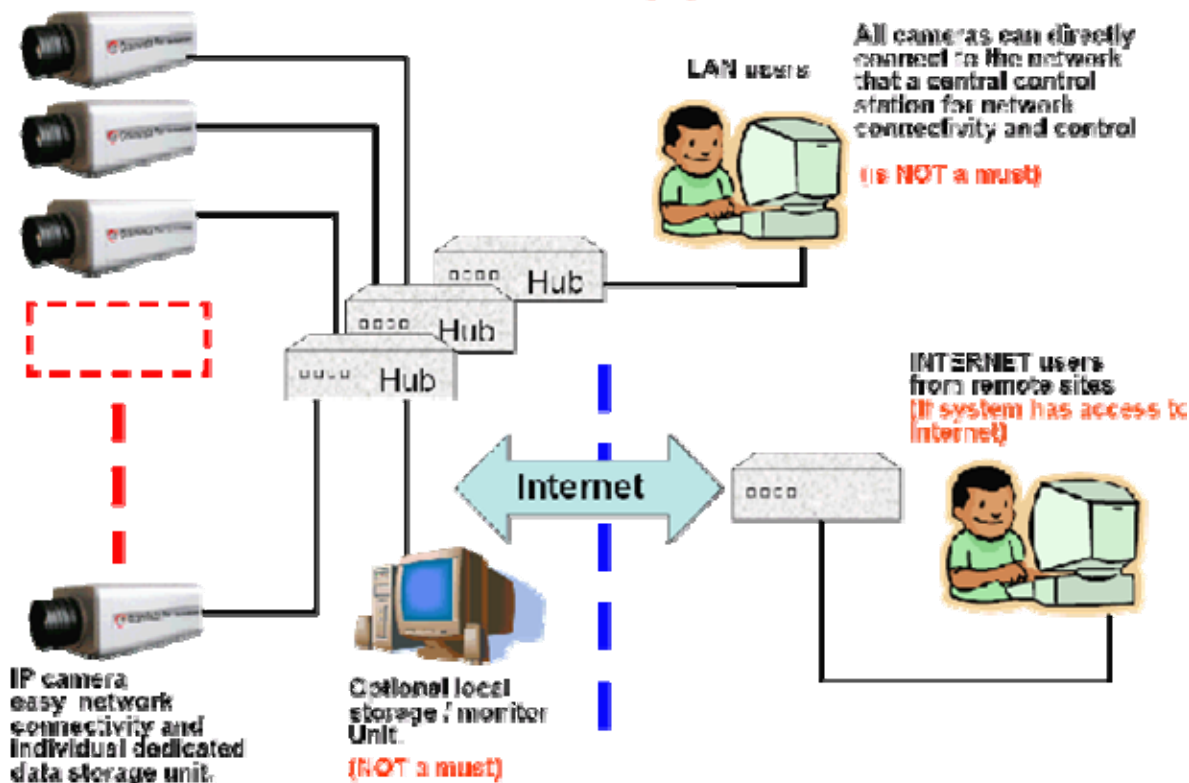 LAN users
All cameras can directly
connect to the network
that a central control
station for network
connectivity and control
(is NOT a must)
Hub
Hub
Hub
INTERNET users
from remote sites
(If system has access to
Internet)
Internet
IP camera
easy network
connectivity and
individual dedicated
data storage unit.
Optional local
storage / monitor
Unit.
(NOT a must)